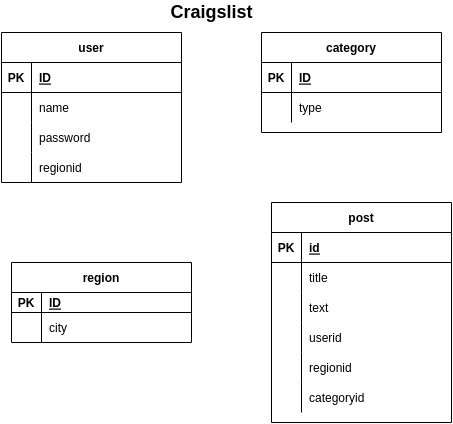 Craigslist
user
PK ID
name
password
regionid
category
PK ID
type
region
PK ID
city
post
PK id
title
text
userid
regionid
categoryid